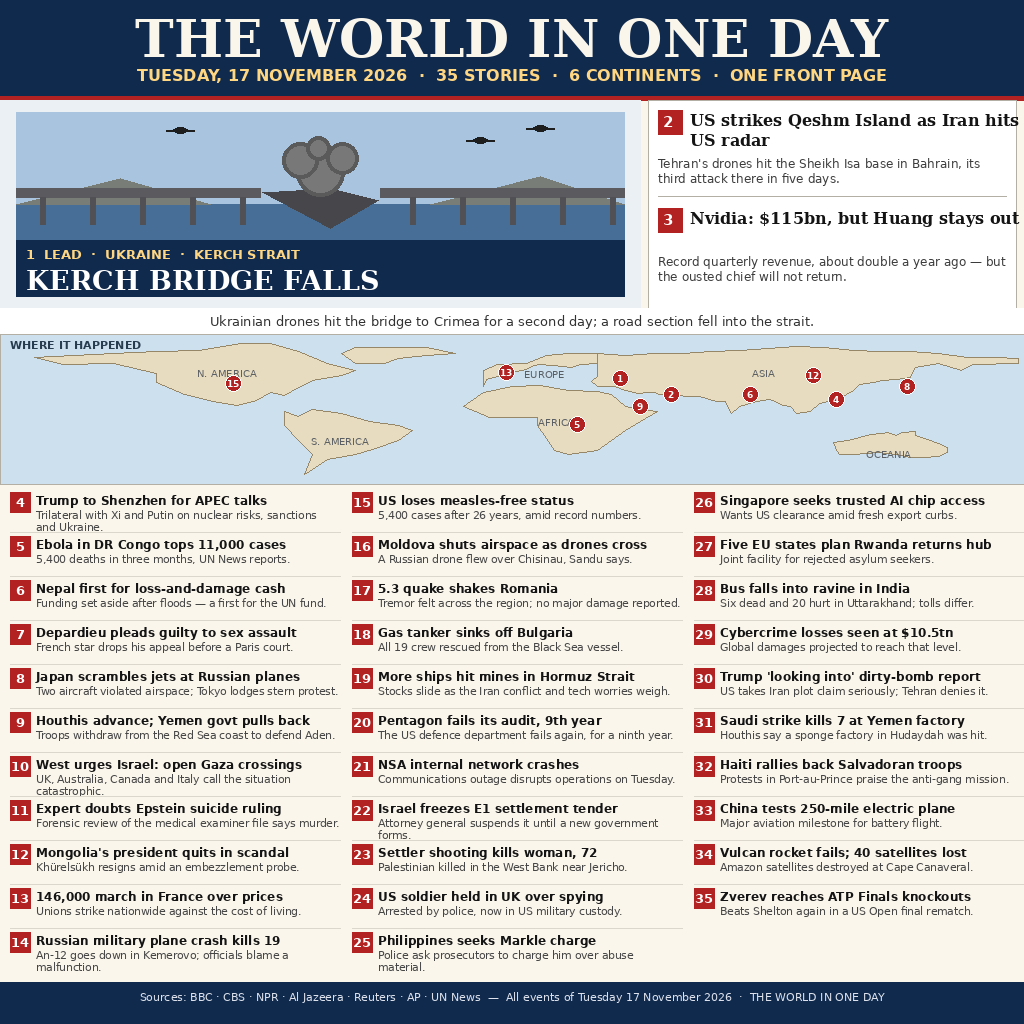 THE WORLD IN ONE DAY
TUESDAY, 17 NOVEMBER 2026 · 35 STORIES · 6 CONTINENTS · ONE FRONT PAGE
1 LEAD · UKRAINE · KERCH STRAIT
KERCH BRIDGE FALLS
2
US strikes Qeshm Island as Iran hits
US radar
Tehran's drones hit the Sheikh Isa base in Bahrain, its
third attack there in five days.
3
Nvidia: $115bn, but Huang stays out
Record quarterly revenue, about double a year ago — but
the ousted chief will not return.
Ukrainian drones hit the bridge to Crimea for a second day; a road section fell into the strait.
WHERE IT HAPPENED
N. AMERICA
15
S. AMERICA
13
EUROPE
1
ASIA
12
2
6
4
8
9
AFRICA
5
OCEANIA
4 Trump to Shenzhen for APEC talks
Trilateral with Xi and Putin on nuclear risks, sanctions
and Ukraine.
5 Ebola in DR Congo tops 11,000 cases
5,400 deaths in three months, UN News reports.
6 Nepal first for loss-and-damage cash
Funding set aside after floods — a first for the UN fund.
7 Depardieu pleads guilty to sex assault
French star drops his appeal before a Paris court.
8 Japan scrambles jets at Russian planes
Two aircraft violated airspace; Tokyo lodges stern protest.
9 Houthis advance; Yemen govt pulls back
Troops withdraw from the Red Sea coast to defend Aden.
10 West urges Israel: open Gaza crossings
UK, Australia, Canada and Italy call the situation
catastrophic.
11 Expert doubts Epstein suicide ruling
Forensic review of the medical examiner file says murder.
12 Mongolia's president quits in scandal
Khürelsükh resigns amid an embezzlement probe.
13 146,000 march in France over prices
Unions strike nationwide against the cost of living.
14 Russian military plane crash kills 19
An-12 goes down in Kemerovo; officials blame a
malfunction.
15 US loses measles-free status
5,400 cases after 26 years, amid record numbers.
16 Moldova shuts airspace as drones cross
A Russian drone flew over Chisinau, Sandu says.
17 5.3 quake shakes Romania
Tremor felt across the region; no major damage reported.
18 Gas tanker sinks off Bulgaria
All 19 crew rescued from the Black Sea vessel.
19 More ships hit mines in Hormuz Strait
Stocks slide as the Iran conflict and tech worries weigh.
20 Pentagon fails its audit, 9th year
The US defence department fails again, for a ninth year.
21 NSA internal network crashes
Communications outage disrupts operations on Tuesday.
22 Israel freezes E1 settlement tender
Attorney general suspends it until a new government
forms.
23 Settler shooting kills woman, 72
Palestinian killed in the West Bank near Jericho.
24 US soldier held in UK over spying
Arrested by police, now in US military custody.
25 Philippines seeks Markle charge
Police ask prosecutors to charge him over abuse
material.
26 Singapore seeks trusted AI chip access
Wants US clearance amid fresh export curbs.
27 Five EU states plan Rwanda returns hub
Joint facility for rejected asylum seekers.
28 Bus falls into ravine in India
Six dead and 20 hurt in Uttarakhand; tolls differ.
29 Cybercrime losses seen at $10.5tn
Global damages projected to reach that level.
30 Trump 'looking into' dirty-bomb report
US takes Iran plot claim seriously; Tehran denies it.
31 Saudi strike kills 7 at Yemen factory
Houthis say a sponge factory in Hudaydah was hit.
32 Haiti rallies back Salvadoran troops
Protests in Port-au-Prince praise the anti-gang mission.
33 China tests 250-mile electric plane
Major aviation milestone for battery flight.
34 Vulcan rocket fails; 40 satellites lost
Amazon satellites destroyed at Cape Canaveral.
35 Zverev reaches ATP Finals knockouts
Beats Shelton again in a US Open final rematch.
Sources: BBC · CBS · NPR · Al Jazeera · Reuters · AP · UN News — All events of Tuesday 17 November 2026 · THE WORLD IN ONE DAY